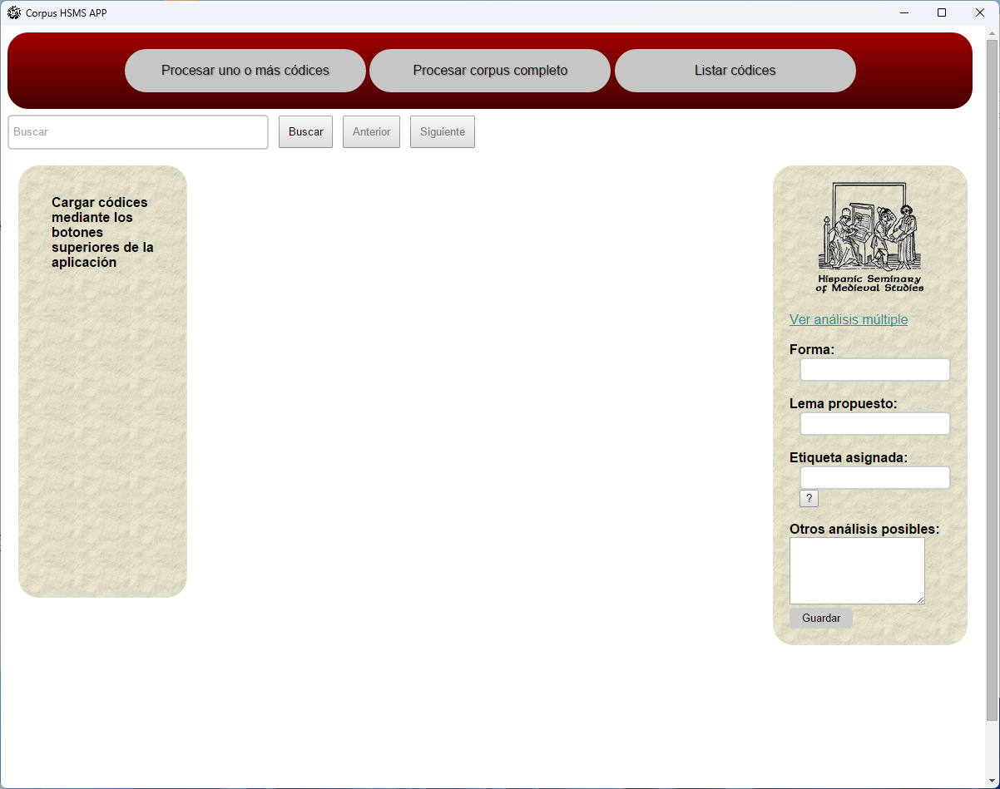 Corpus HSMS APP
Procesar uno o más códices
Procesar corpus completo
Listar códices
Buscar
Buscar
Anterior
Siguiente
Cargar códices
mediante los
botones
superiores de la
aplicación
Hispanic Seminary
of Medieval Studies
Ver análisis múltiple
Forma:
Lema propuesto:
Etiqueta asignada:
?
Otros análisis posibles:
Guardar